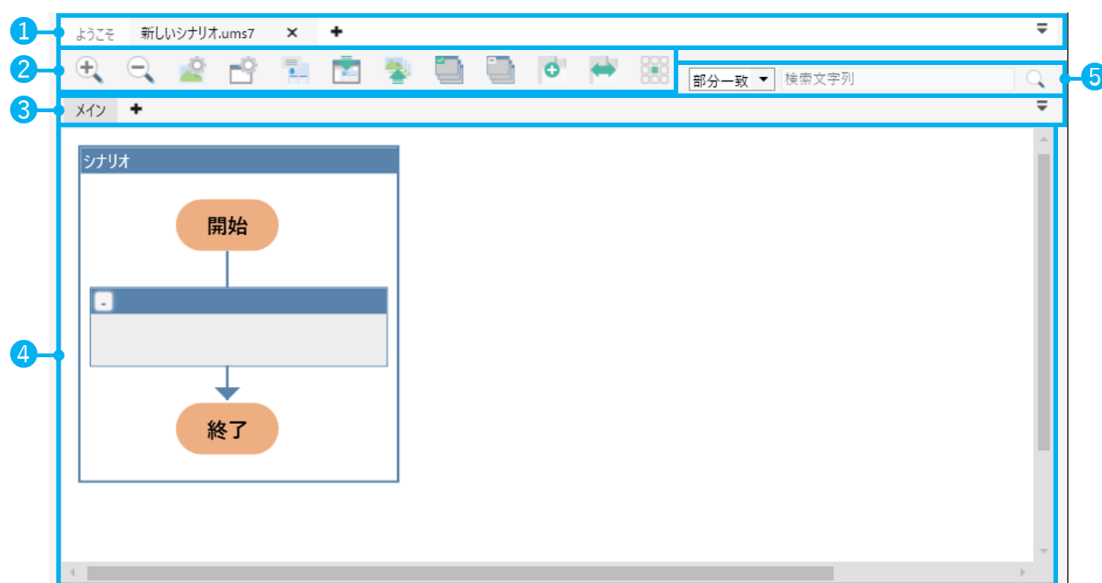 1
ようこそ 新しいシナリオ.ums7 × +
2
部分一致 検索文字列
5
3
メイン +
シナリオ
開始
-
4
終了